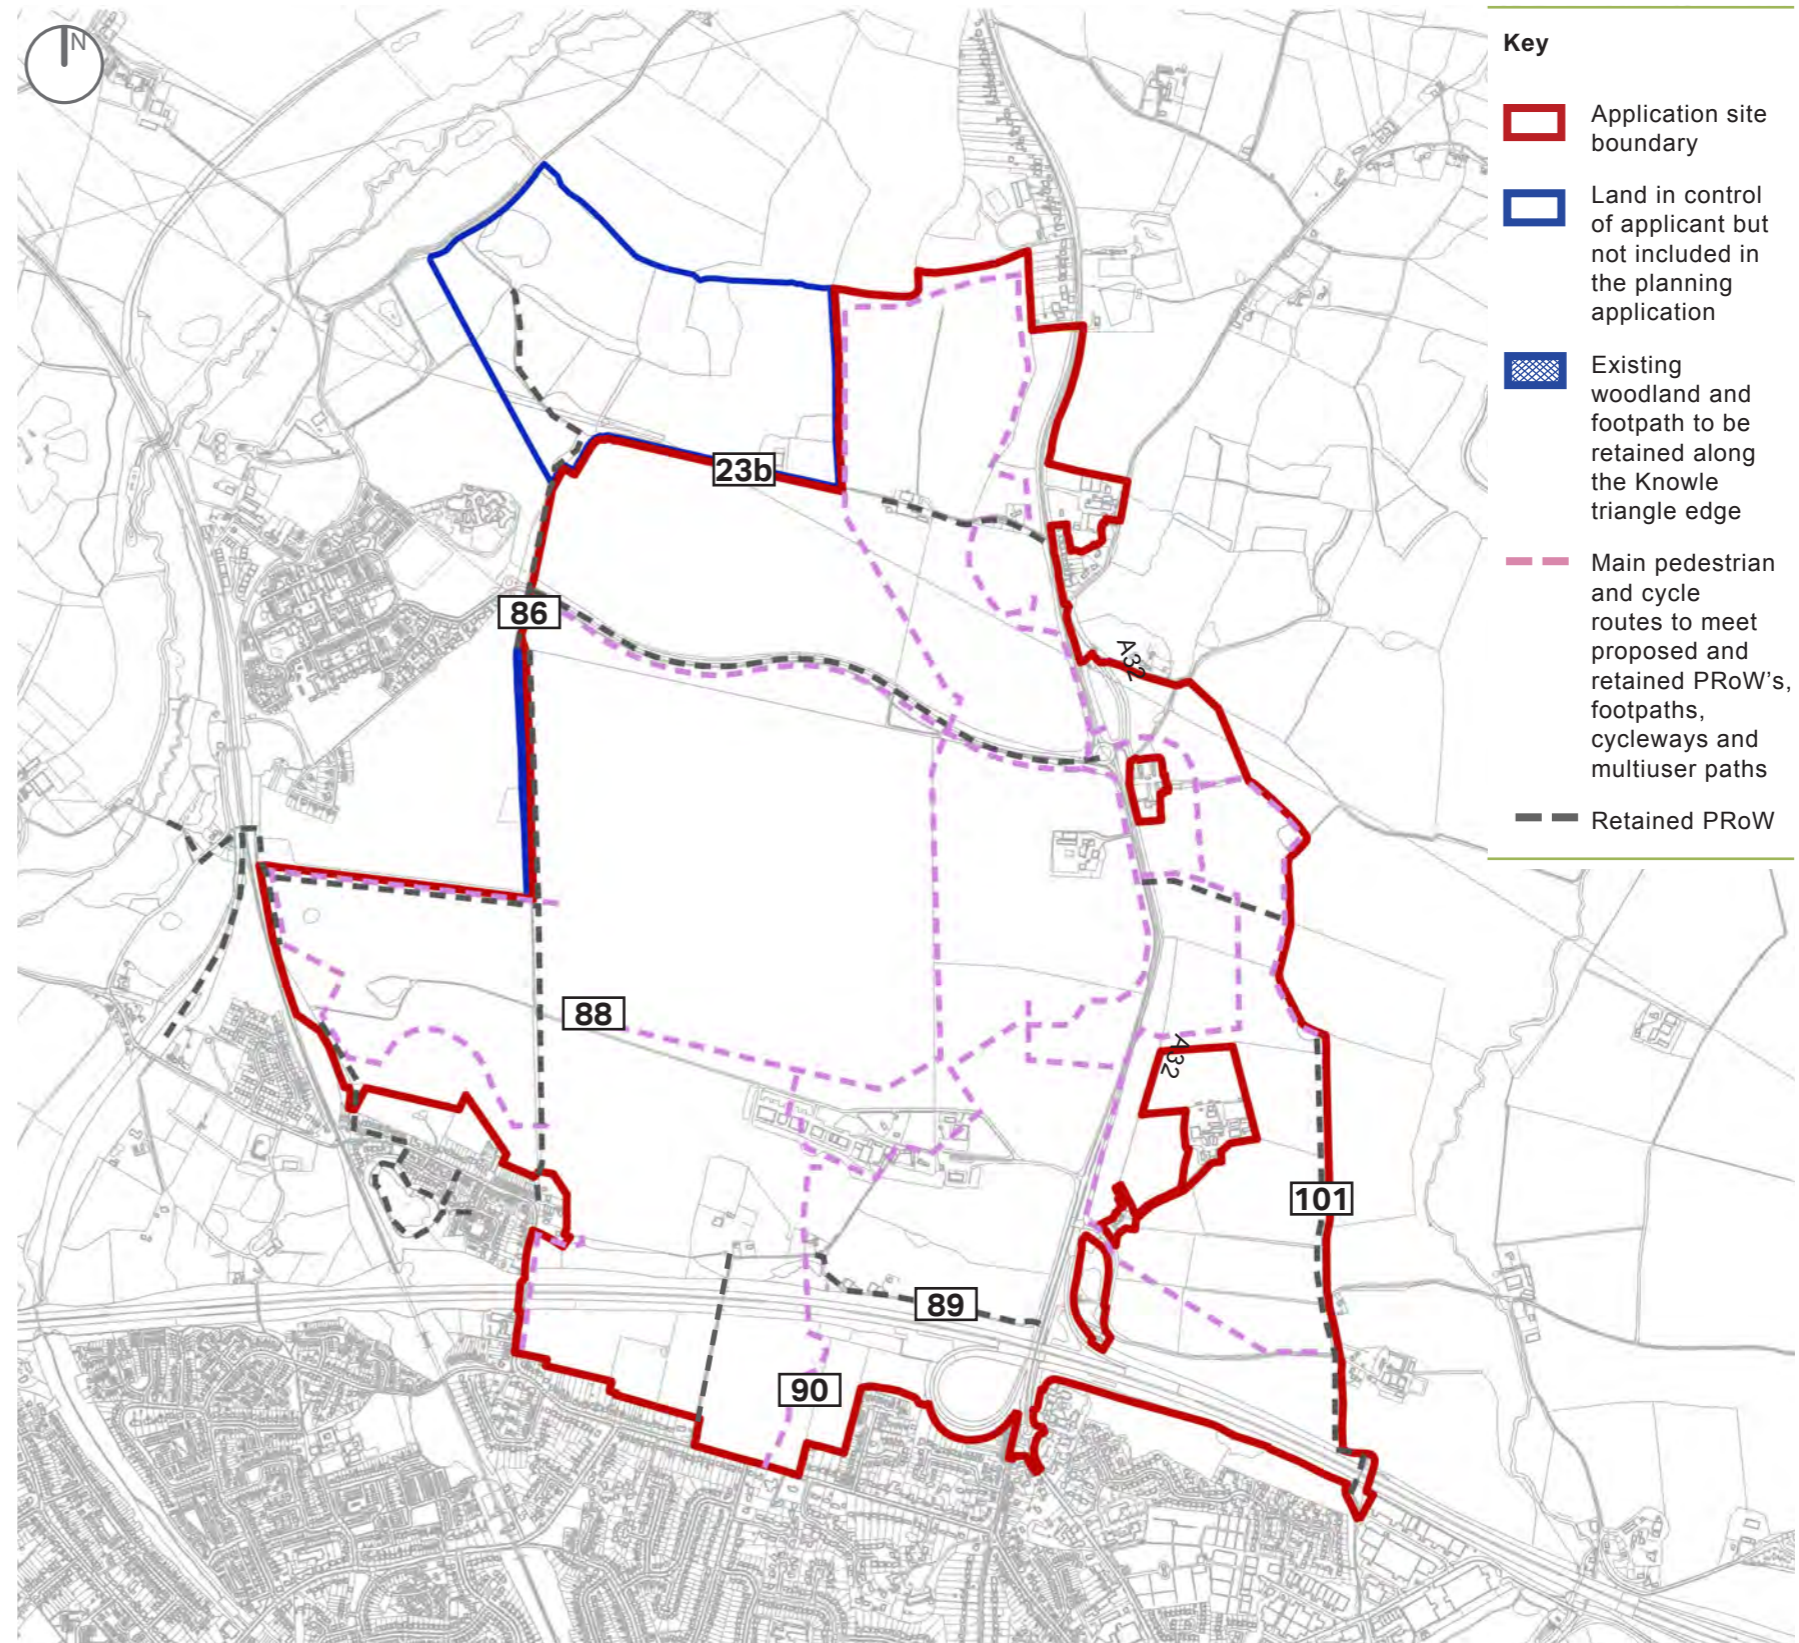 N
Key
Application site
boundary
Land in control
of applicant but
not included in
the planning
application
Existing
woodland and
footpath to be
retained along
the Knowle
triangle edge
Main pedestrian
and cycle
routes to meet
proposed and
retained PRoW's,
footpaths,
cycleways and
multiuser paths
Retained PRoW
23b
86
A32
88
A32
101
89
90